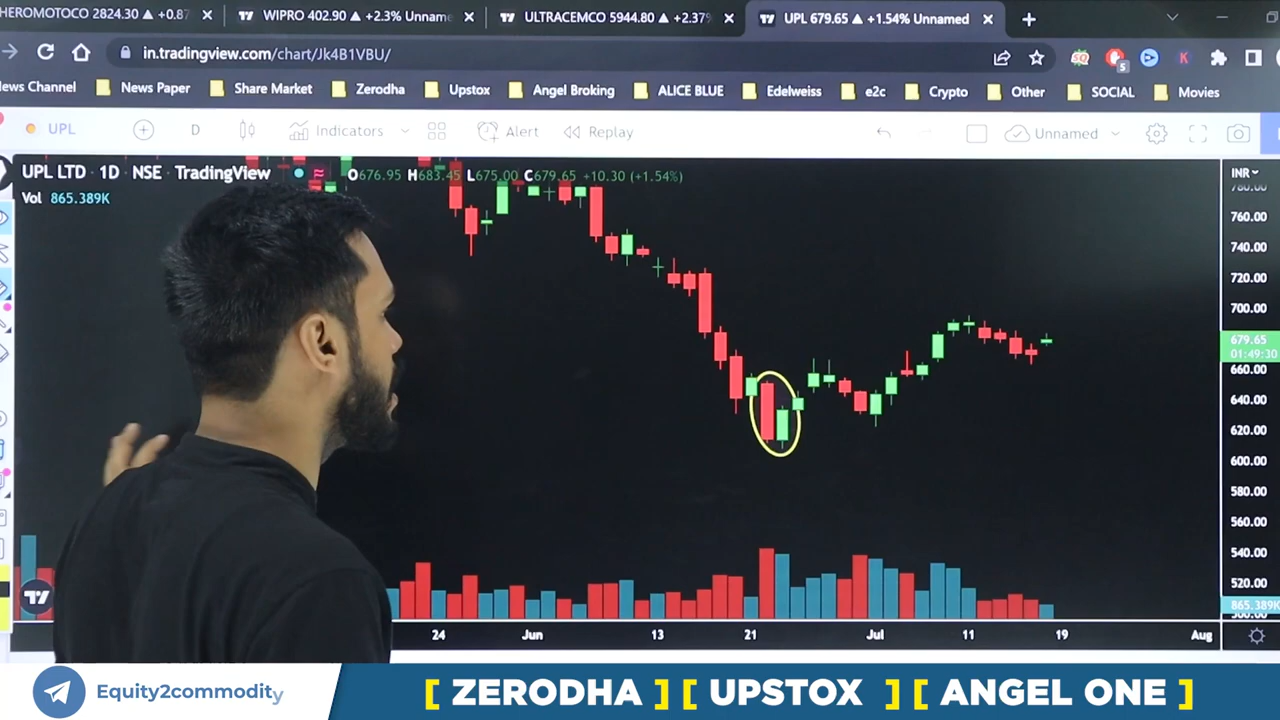 HEROMOTOCO 2824.30 ▲ +0.87
WIPRO 402.90 ▲ +2.3% Unnam
ULTRACEMCO 5944.80 ▲ +2.37%
UPL 679.65 ▲ +1.54% Unnamed
in.tradingview.com/chart/Jk4B1VBU/
5
K
News Channel
News Paper
Share Market
Zerodha
Upstox
Angel Broking
ALICE BLUE
Edelweiss
e2c
Crypto
Other
SOCIAL
Movies
UPL
D
Indicators
Alert
Replay
Unnamed
UPL LTD · 1D · NSE · TradingView
O676.95 H683.45 L675.00 C679.65 +10.30 (+1.54%)
Vol 865.389K
INR
780.00
760.00
740.00
720.00
700.00
679.65
01:49:30
660.00
640.00
620.00
600.00
580.00
560.00
540.00
520.00
865.389K
500.00
24 Jun 13 21 Jul 11 19 Aug
Equity2commodity
[ ZERODHA ] [ UPSTOX ] [ ANGEL ONE ]